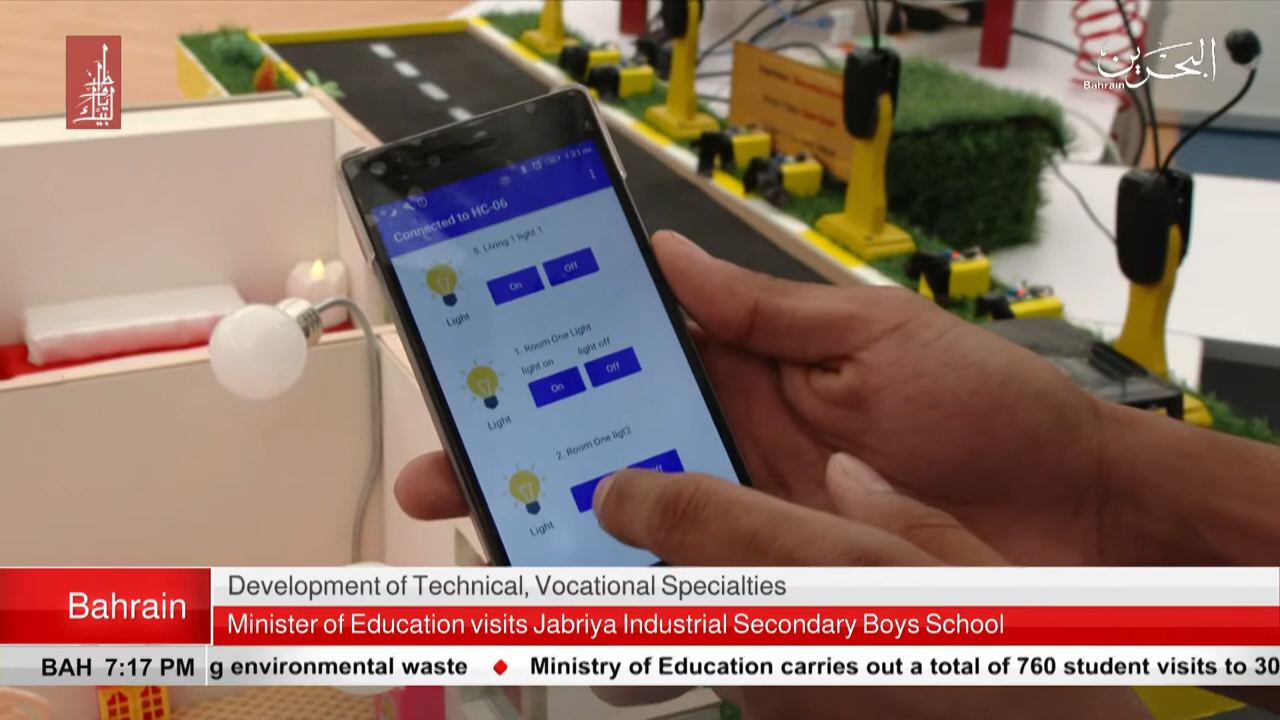 البحرين
Bahrain
1:31 PM
Connected to HC-06
5. Living 1 light 1
On
Off
Light
1. Room One Light
light on
light off
On
Off
Light
2. Room One ligt2
Light
Bahrain
Development of Technical, Vocational Specialties
Minister of Education visits Jabriya Industrial Secondary Boys School
BAH 7:17 PM
g environmental waste ♦ Ministry of Education carries out a total of 760 student visits to 30